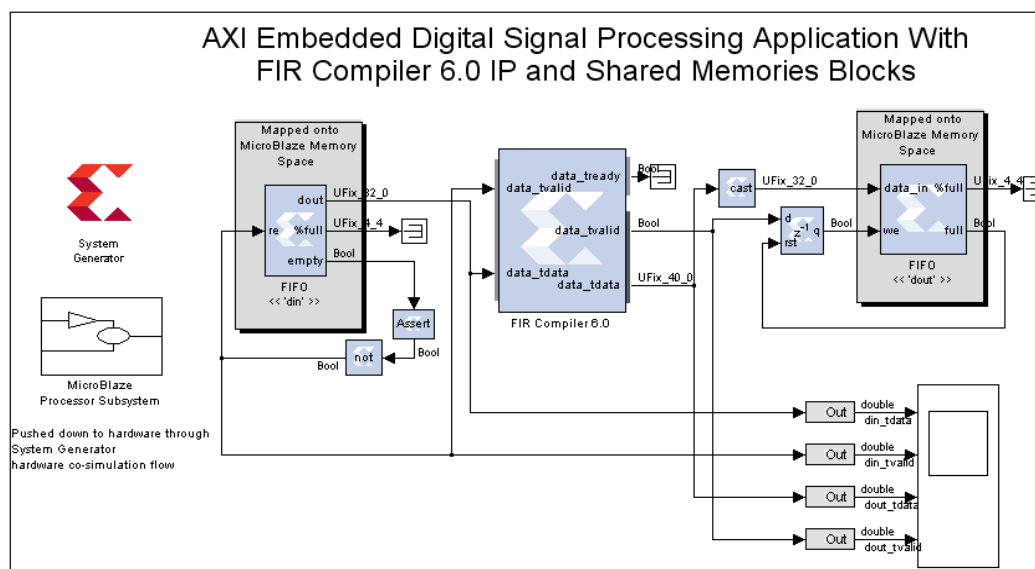 AXI Embedded Digital Signal Processing Application With
FIR Compiler 6.0 IP and Shared Memories Blocks
System
Generator
MicroBlaze
Processor Subsystem
Pushed down to hardware through
System Generator
hardware co-simulation flow
Mapped onto
MicroBlaze Memory
Space
re
dout
%full
empty
UFix_32_0
UFix_4_4
Bool
FIFO
<< 'din' >>
Assert
Bool
not
Bool
data_tvalid
data_tdata
data_tready
data_tvalid
data_tdata
Bool
Bool
UFix_40_0
FIR Compiler 6.0
cast
UFix_32_0
d
rst
z-1
q
Bool
Mapped onto
MicroBlaze Memory
Space
data_in
we
%full
full
UFix_4_4
Bool
FIFO
<< 'dout' >>
Out
double
din_tdata
Out
double
din_tvalid
Out
double
dout_tdata
Out
double
dout_tvalid